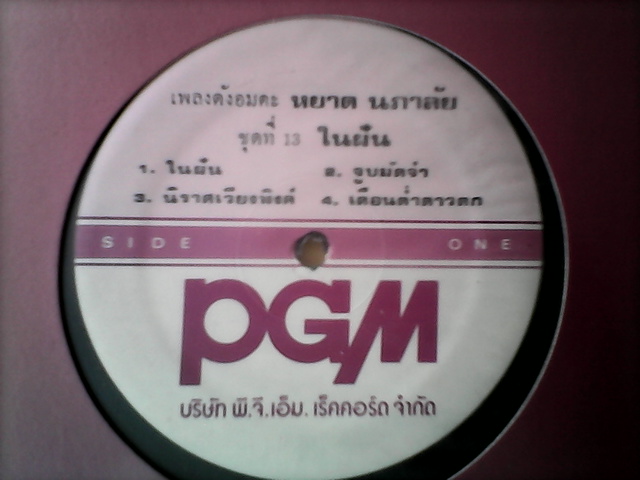 เพลงดังอมตะ หยาด นภาลัย
ชุดที่ 13 ในฝัน
1. ในฝัน 2. จูบมัดจำ
3. นิราศเวียงพิงค์ 4. เดือนต่ำดาวตก
SIDE ONE
PGM
บริษัท พี.จี.เอ็ม. เร็คคอร์ด จำกัด